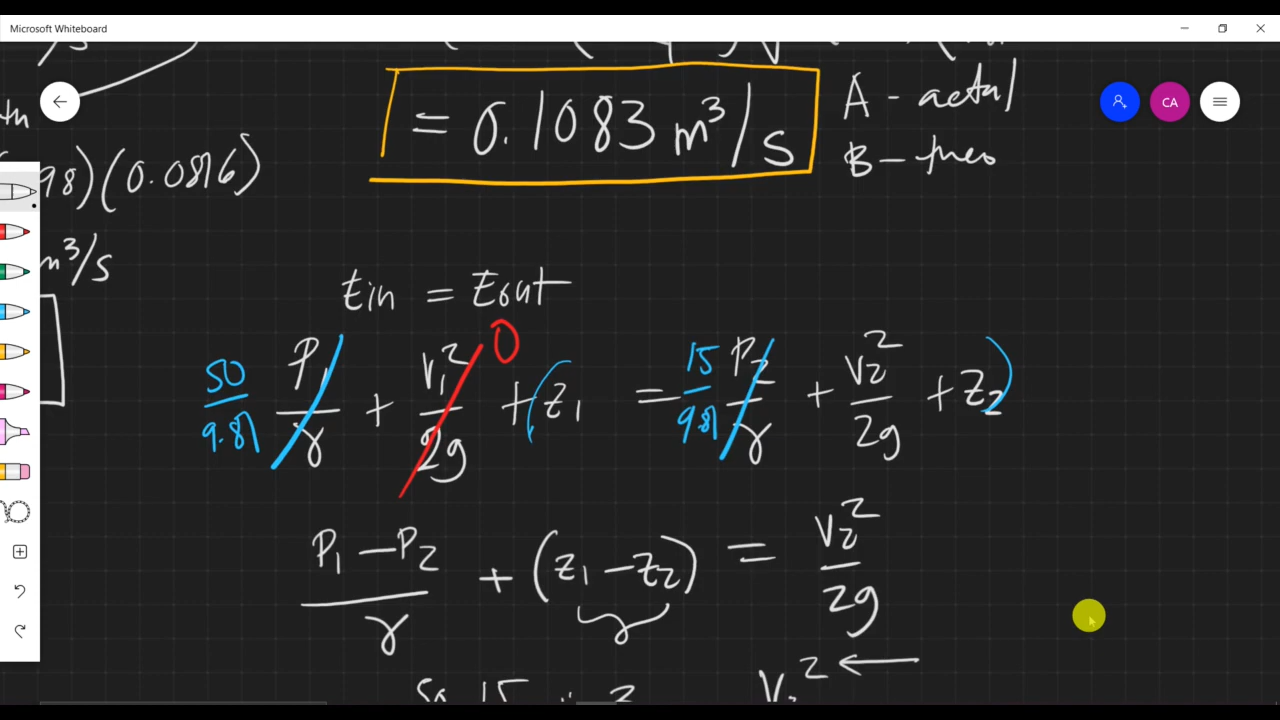 Microsoft Whiteboard
= 0.1083 m³/s
A - actal
B - theo
CA
98)(0.0816)
m³/s
Ein = Eout
50/9.81 P₁/γ + V₁²/2g 0 + (z₁ = 15/9.81 P₂/γ + V₂²/2g + z₂)
(P₁ - P₂)/γ + (z₁ - z₂) = V₂²/2g
V₂² ←